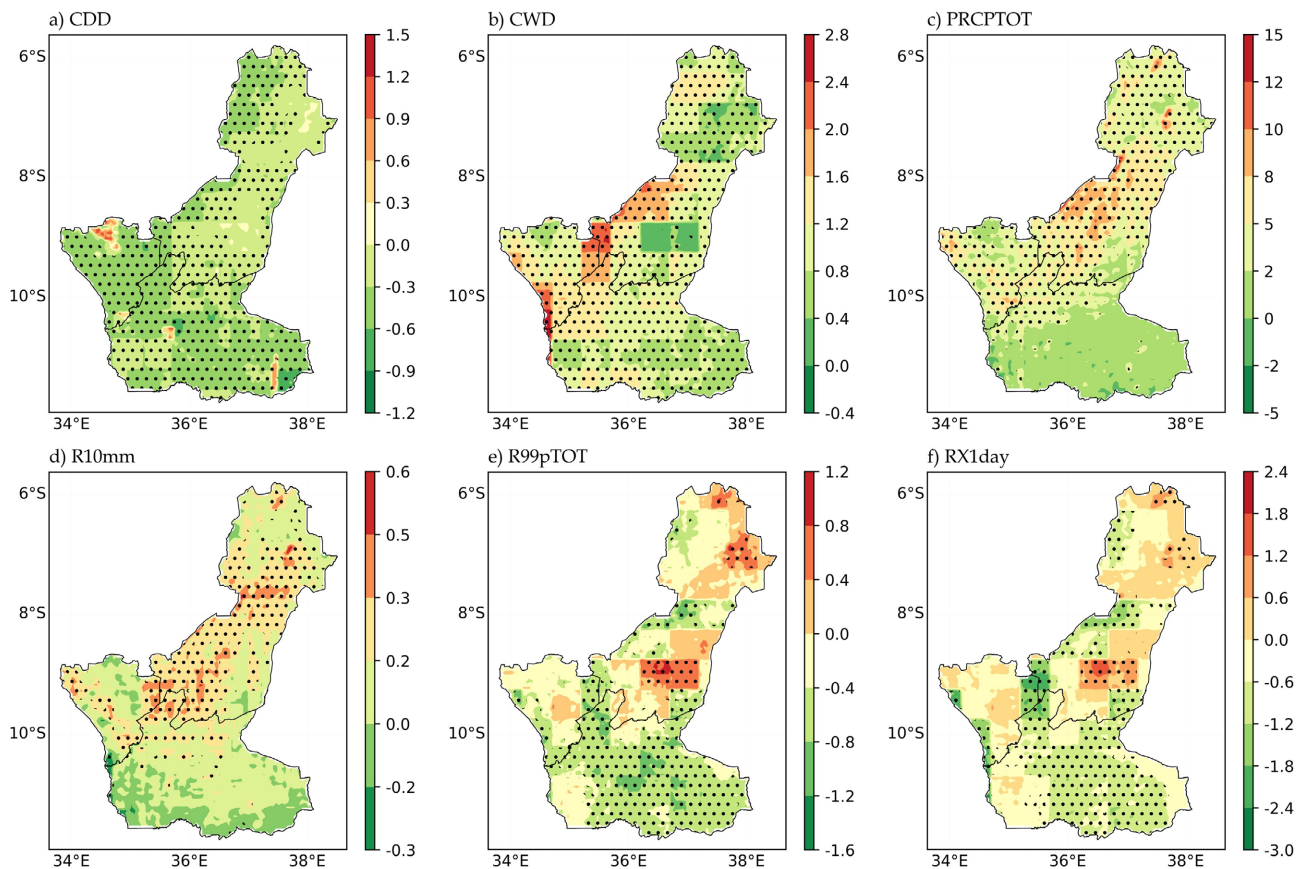 a) CDD
b) CWD
c) PRCPTOT
6°S
8°S
10°S
34°E 36°E 38°E
1.5
1.2
0.9
0.6
0.3
0.0
-0.3
-0.6
-0.9
-1.2
6°S
8°S
10°S
34°E 36°E 38°E
2.8
2.4
2.0
1.6
1.2
0.8
0.4
0.0
-0.4
6°S
8°S
10°S
34°E 36°E 38°E
15
12
10
8
5
2
0
-2
-5
d) R10mm
e) R99pTOT
f) RX1day
6°S
8°S
10°S
34°E 36°E 38°E
0.6
0.5
0.3
0.2
0.0
-0.2
-0.3
6°S
8°S
10°S
34°E 36°E 38°E
1.2
0.8
0.4
0.0
-0.4
-0.8
-1.2
-1.6
6°S
8°S
10°S
34°E 36°E 38°E
2.4
1.8
1.2
0.6
0.0
-0.6
-1.2
-1.8
-2.4
-3.0